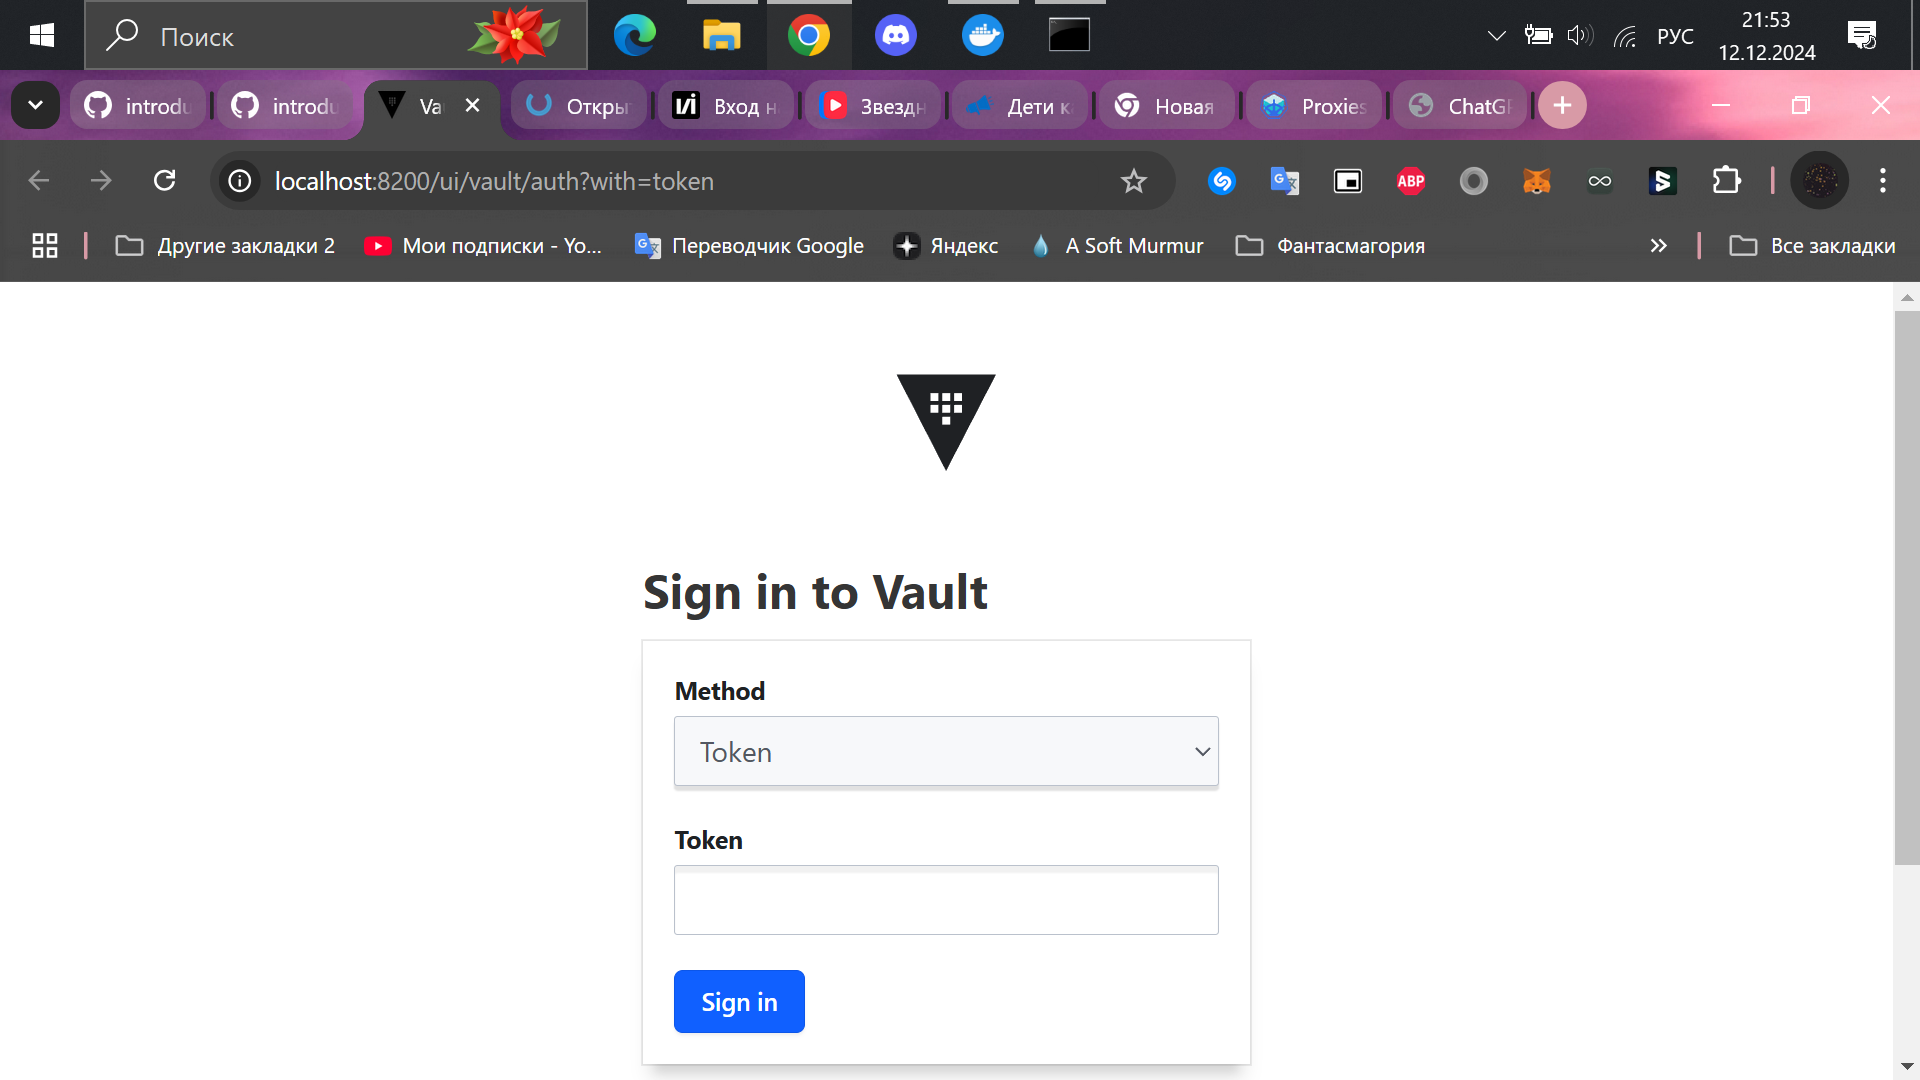 Поиск
РУС
21:53
12.12.2024
introdu
introdu
Va
Откры
Вход н
Звездн
Дети к
Новая
Proxies
ChatGP
localhost:8200/ui/vault/auth?with=token
ABP
Другие закладки 2
Мои подписки - Yo...
Переводчик Google
Яндекс
A Soft Murmur
Фантасмагория
Все закладки
Sign in to Vault
Method
Token
Token
Sign in